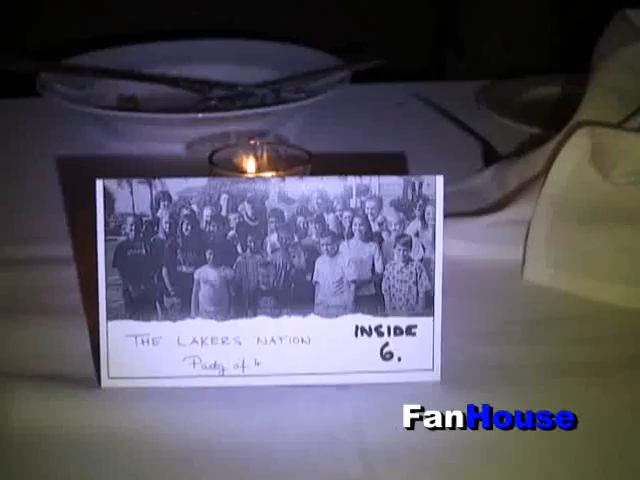 THE LAKERS NATION
Party of 4
INSIDE
6.
FanHouse